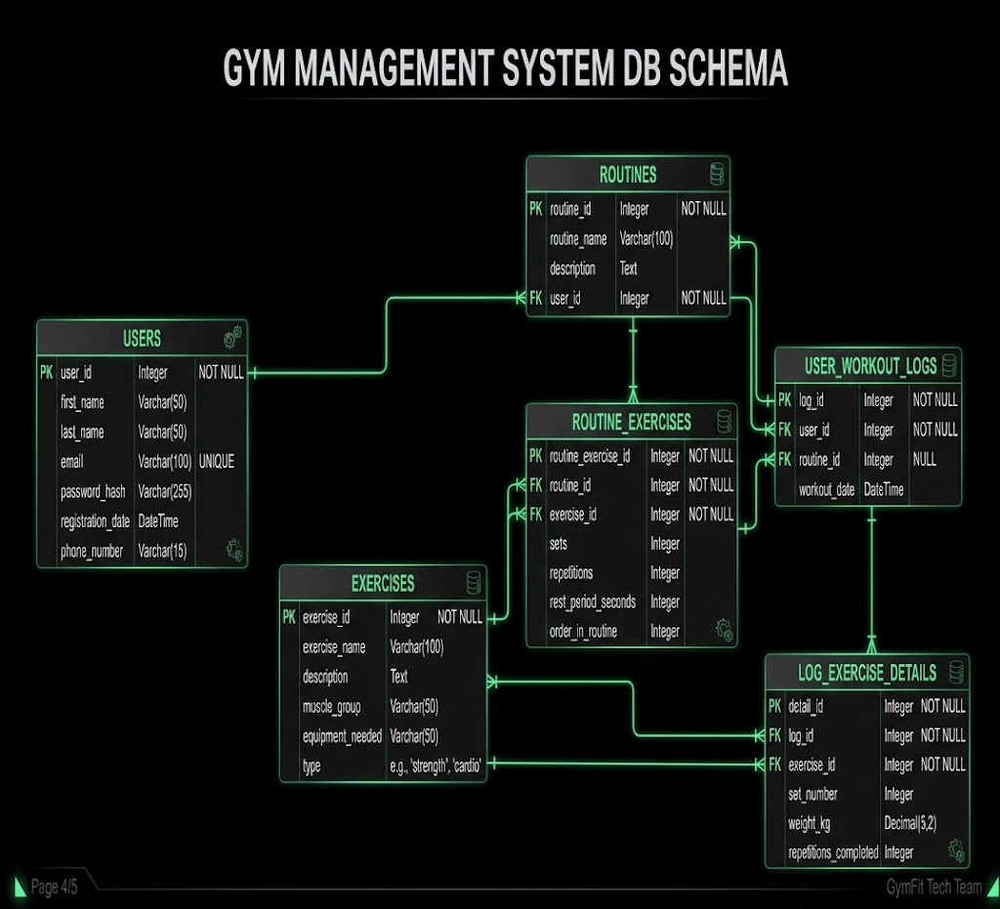 GYM MANAGEMENT SYSTEM DB SCHEMA
ROUTINES
PK routine_id Integer NOT NULL
routine_name Varchar(100)
description Text
FK user_id Integer NOT NULL
USERS
PK user_id Integer NOT NULL
first_name Varchar(50)
last_name Varchar(50)
email Varchar(100) UNIQUE
password_hash Varchar(255)
registration_date DateTime
phone_number Varchar(15)
USER_WORKOUT_LOGS
PK log_id Integer NOT NULL
FK user_id Integer NOT NULL
FK routine_id Integer NULL
workout_date DateTime
ROUTINE_EXERCISES
PK routine_exercise_id Integer NOT NULL
FK routine_id Integer NOT NULL
FK exercise_id Integer NOT NULL
sets Integer
repetitions Integer
rest_period_seconds Integer
order_in_routine Integer
EXERCISES
PK exercise_id Integer NOT NULL
exercise_name Varchar(100)
description Text
muscle_group Varchar(50)
equipment_needed Varchar(50)
type e.g., 'strength', 'cardio'
LOG_EXERCISE_DETAILS
PK detail_id Integer NOT NULL
FK log_id Integer NOT NULL
FK exercise_id Integer NOT NULL
set_number Integer
weight_kg Decimal(5,2)
repetitions_completed Integer
Page 4/5
GymFit Tech Team